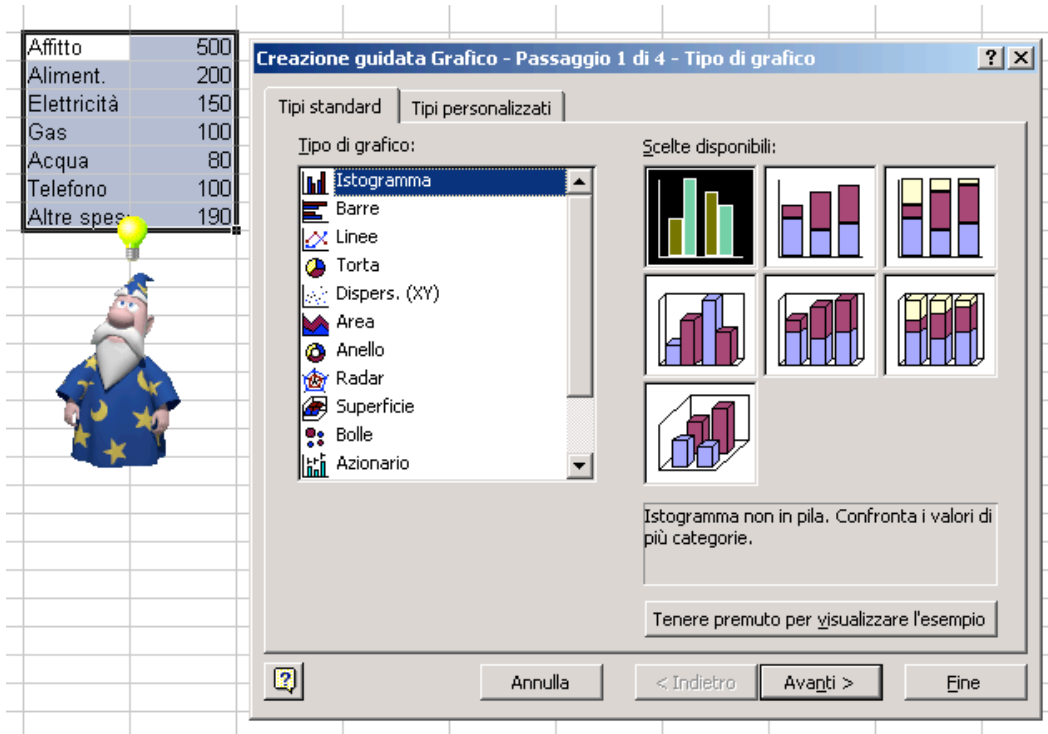 Affitto 500
Aliment. 200
Elettricità 150
Gas 100
Acqua 80
Telefono 100
Altre spes 190
Creazione guidata Grafico - Passaggio 1 di 4 - Tipo di grafico
Tipi standard
Tipi personalizzati
Tipo di grafico:
Istogramma
Barre
Linee
Torta
Dispers. (XY)
Area
Anello
Radar
Superficie
Bolle
Azionario
Scelte disponibili:
Istogramma non in pila. Confronta i valori di
più categorie.
Tenere premuto per visualizzare l'esempio
Annulla
< Indietro
Avanti >
Fine